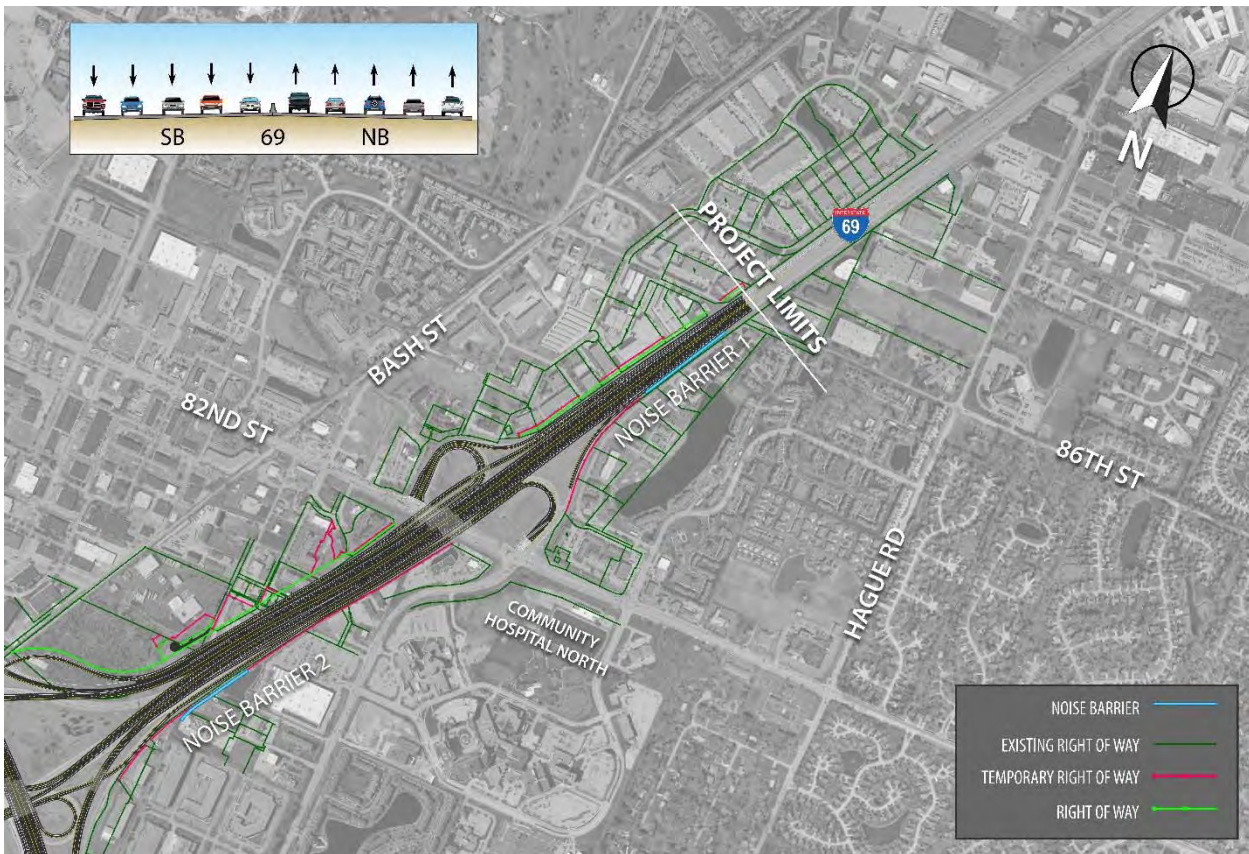 SB 69 NB
N
PROJECT LIMITS
INTERSTATE
69
BASH ST
NOISE BARRIER 1
82ND ST
86TH ST
HAGUE RD
COMMUNITY
HOSPITAL NORTH
NOISE BARRIER 2
NOISE BARRIER
EXISTING RIGHT OF WAY
TEMPORARY RIGHT OF WAY
RIGHT OF WAY